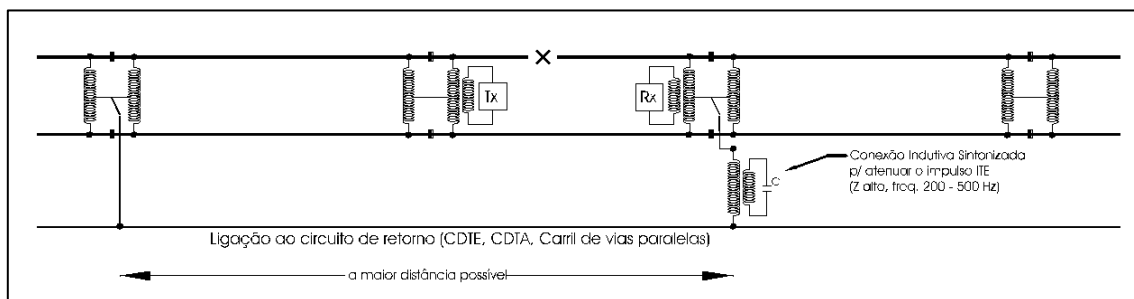 Tx
Rx
Conexão Indutiva Sintonizada
p/ atenuar o impulso ITE
(Z alto, freq. 200 - 500 Hz)
C
Ligação ao circuito de retorno (CDTE, CDTA, Carril de vias paralelas)
a maior distância possível